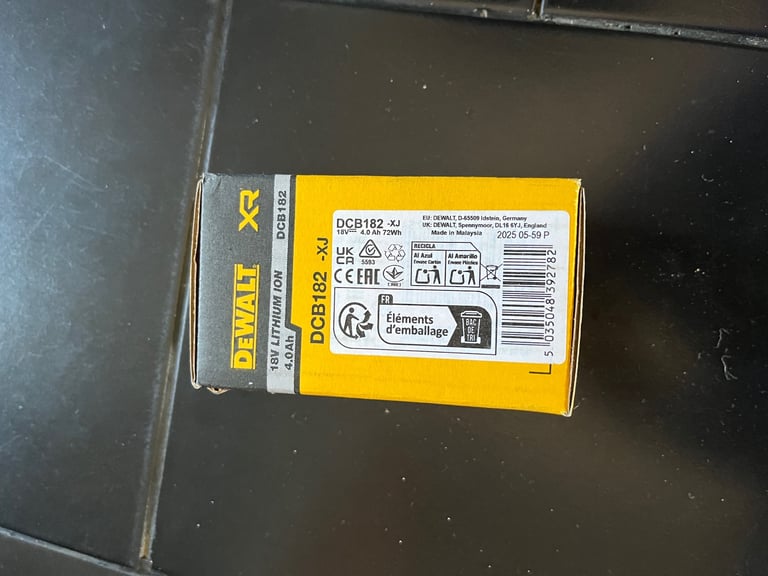 DEWALT XR
18V LITHIUM ION DCB182
4.0Ah
DCB182 -XJ
DCB182 -XJ
18V 4.0 Ah 72Wh
EU: DEWALT, D-65509 Idstein, Germany
UK: DEWALT, Spennymoor, DL16 6YJ, England
Made in Malaysia 2025 05-59 P
UK
CA
5593
CE EAC
RECICLA
Al Azul
Envase Cartón
Al Amarillo
Envase Plástico
FR
Éléments
d'emballage
BAC
DE
TRI
5 035048 392782